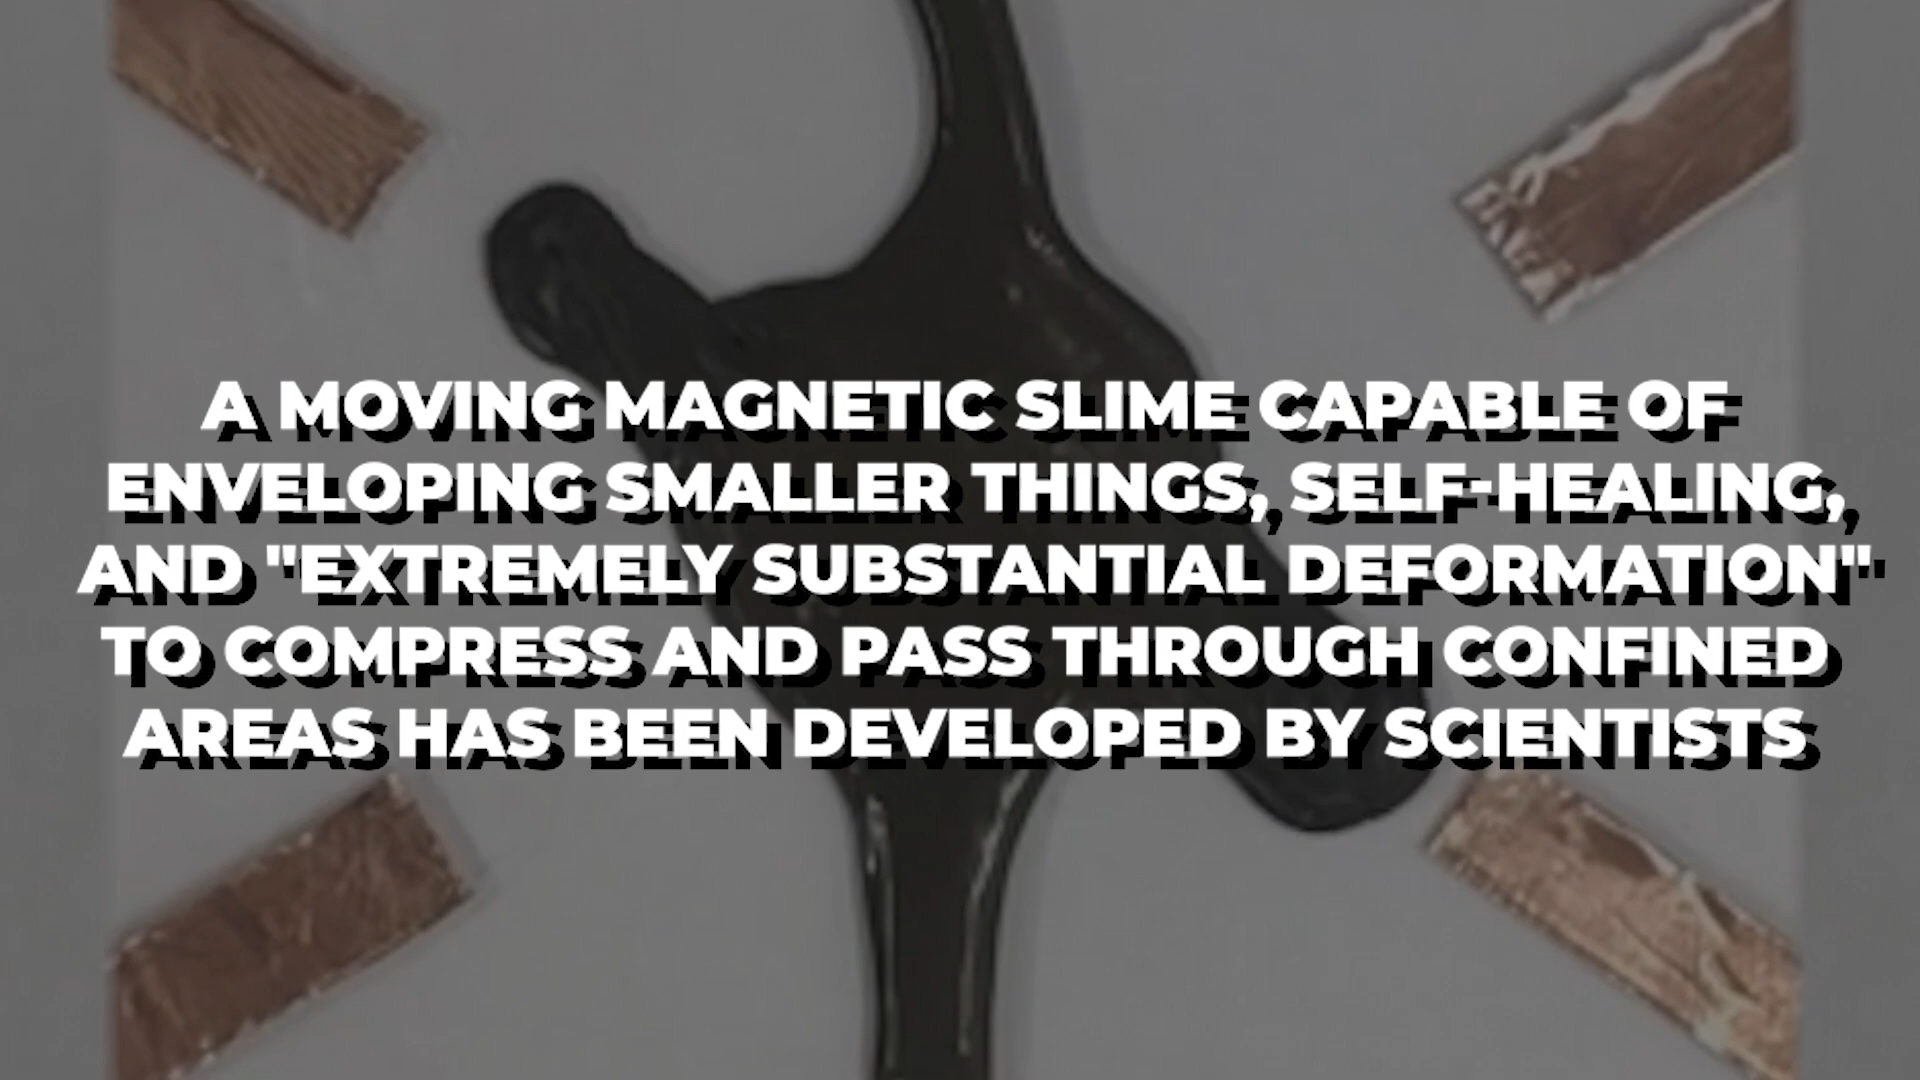 A MOVING MAGNETIC SLIME CAPABLE OF
ENVELOPING SMALLER THINGS, SELF-HEALING,
AND "EXTREMELY SUBSTANTIAL DEFORMATION"
TO COMPRESS AND PASS THROUGH CONFINED
AREAS HAS BEEN DEVELOPED BY SCIENTISTS